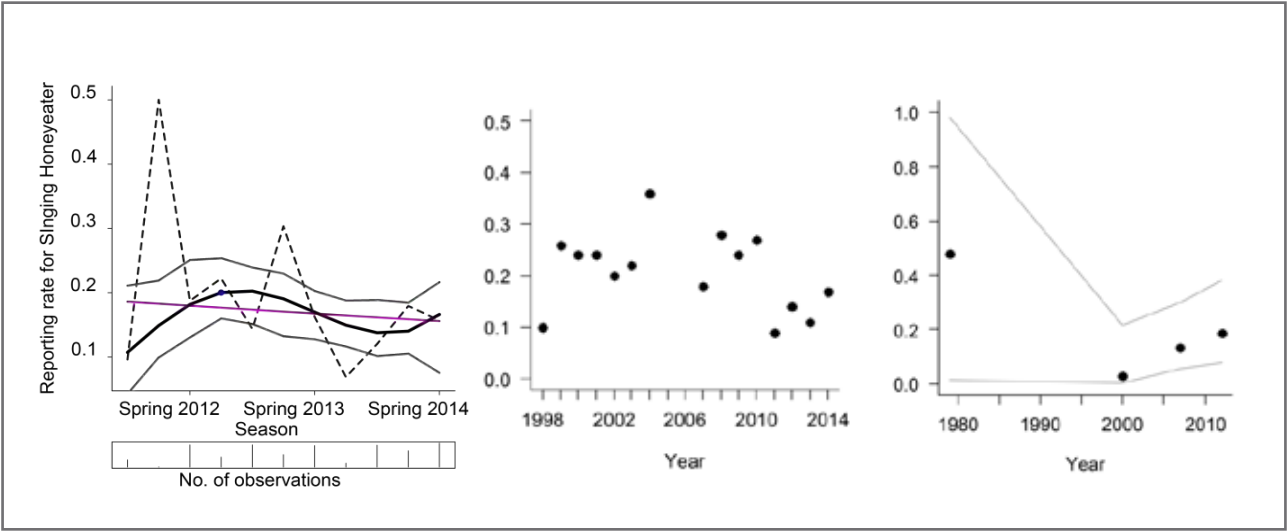 Reporting rate for SInging Honeyeater
0.5
0.4
0.3
0.2
0.1
Spring 2012 Spring 2013 Spring 2014
Season
No. of observations
0.5
0.4
0.3
0.2
0.1
0.0
1998 2002 2006 2010 2014
Year
1.0
0.8
0.6
0.4
0.2
0.0
1980 1990 2000 2010
Year